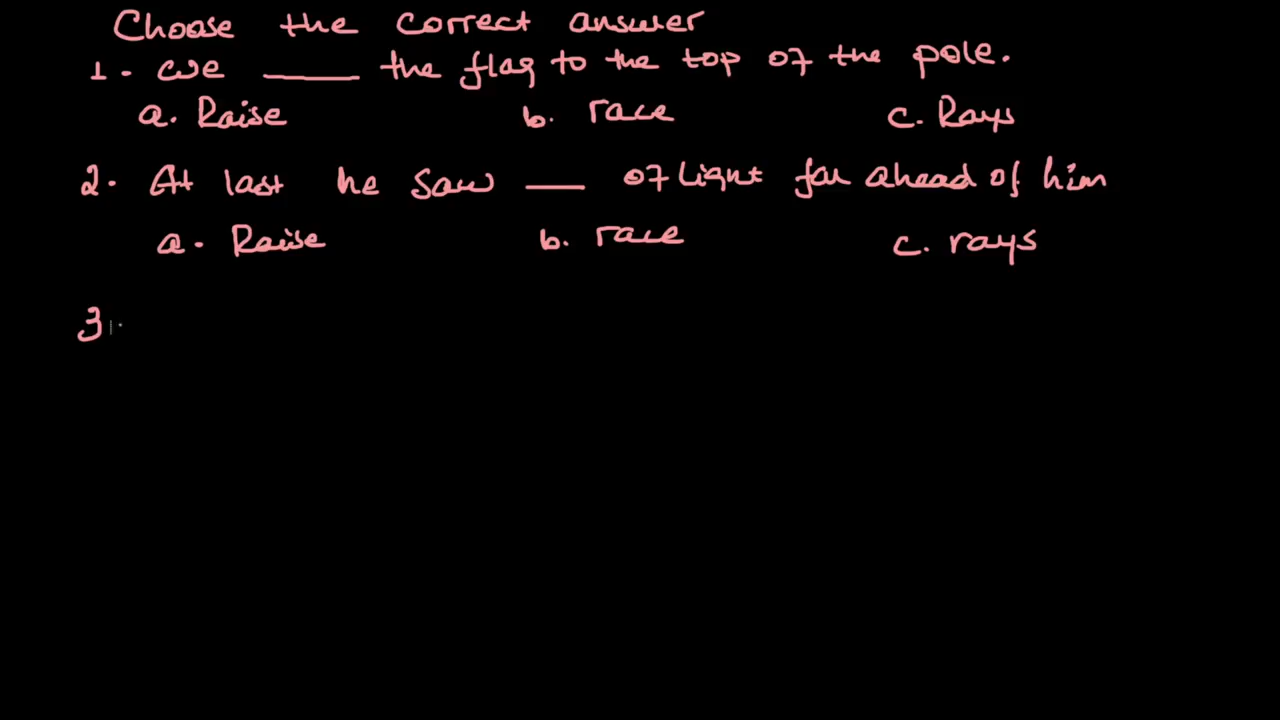 Choose the correct answer
1. we ____ the flag to the top of the pole.
a. Raise b. race c. Rays
2. At last he saw ___ of light far ahead of him
a. Raise b. race c. rays
3.